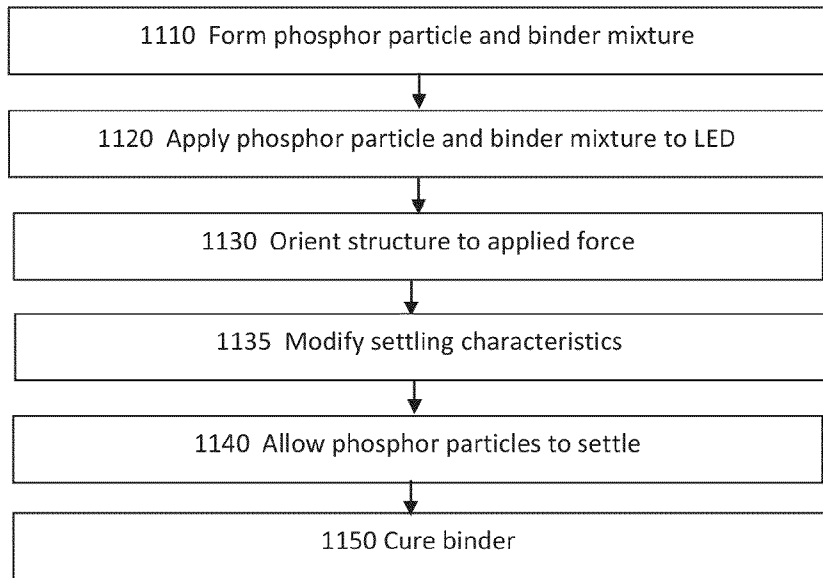 1110 Form phosphor particle and binder mixture
1120 Apply phosphor particle and binder mixture to LED
1130 Orient structure to applied force
1135 Modify settling characteristics
1140 Allow phosphor particles to settle
1150 Cure binder